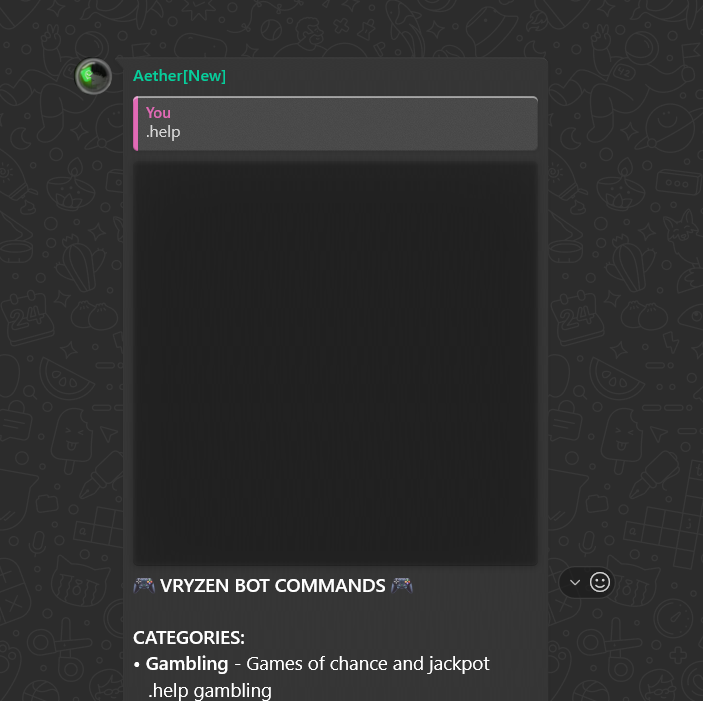 Aether[New]
You
.help
🎮 VRYZEN BOT COMMANDS 🎮
CATEGORIES:
• Gambling - Games of chance and jackpot
.help gambling